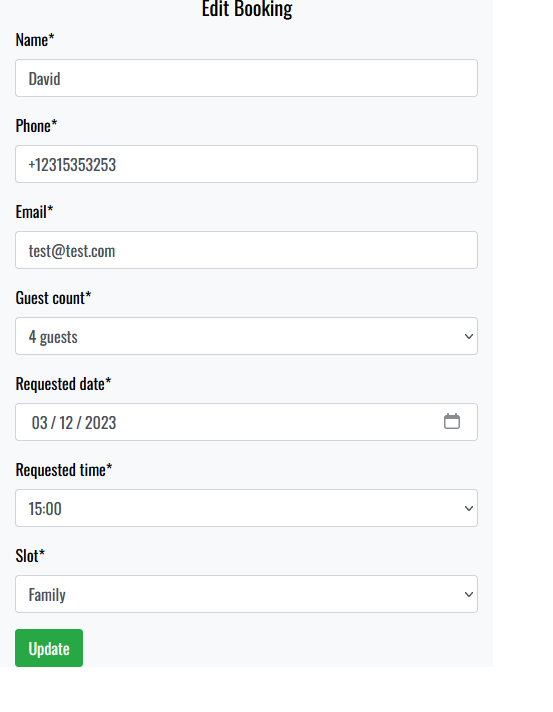 Edit Booking
Name*
David
Phone*
+12315353253
Email*
test@test.com
Guest count*
4 guests
Requested date*
03 / 12 / 2023
Requested time*
15:00
Slot*
Family
Update